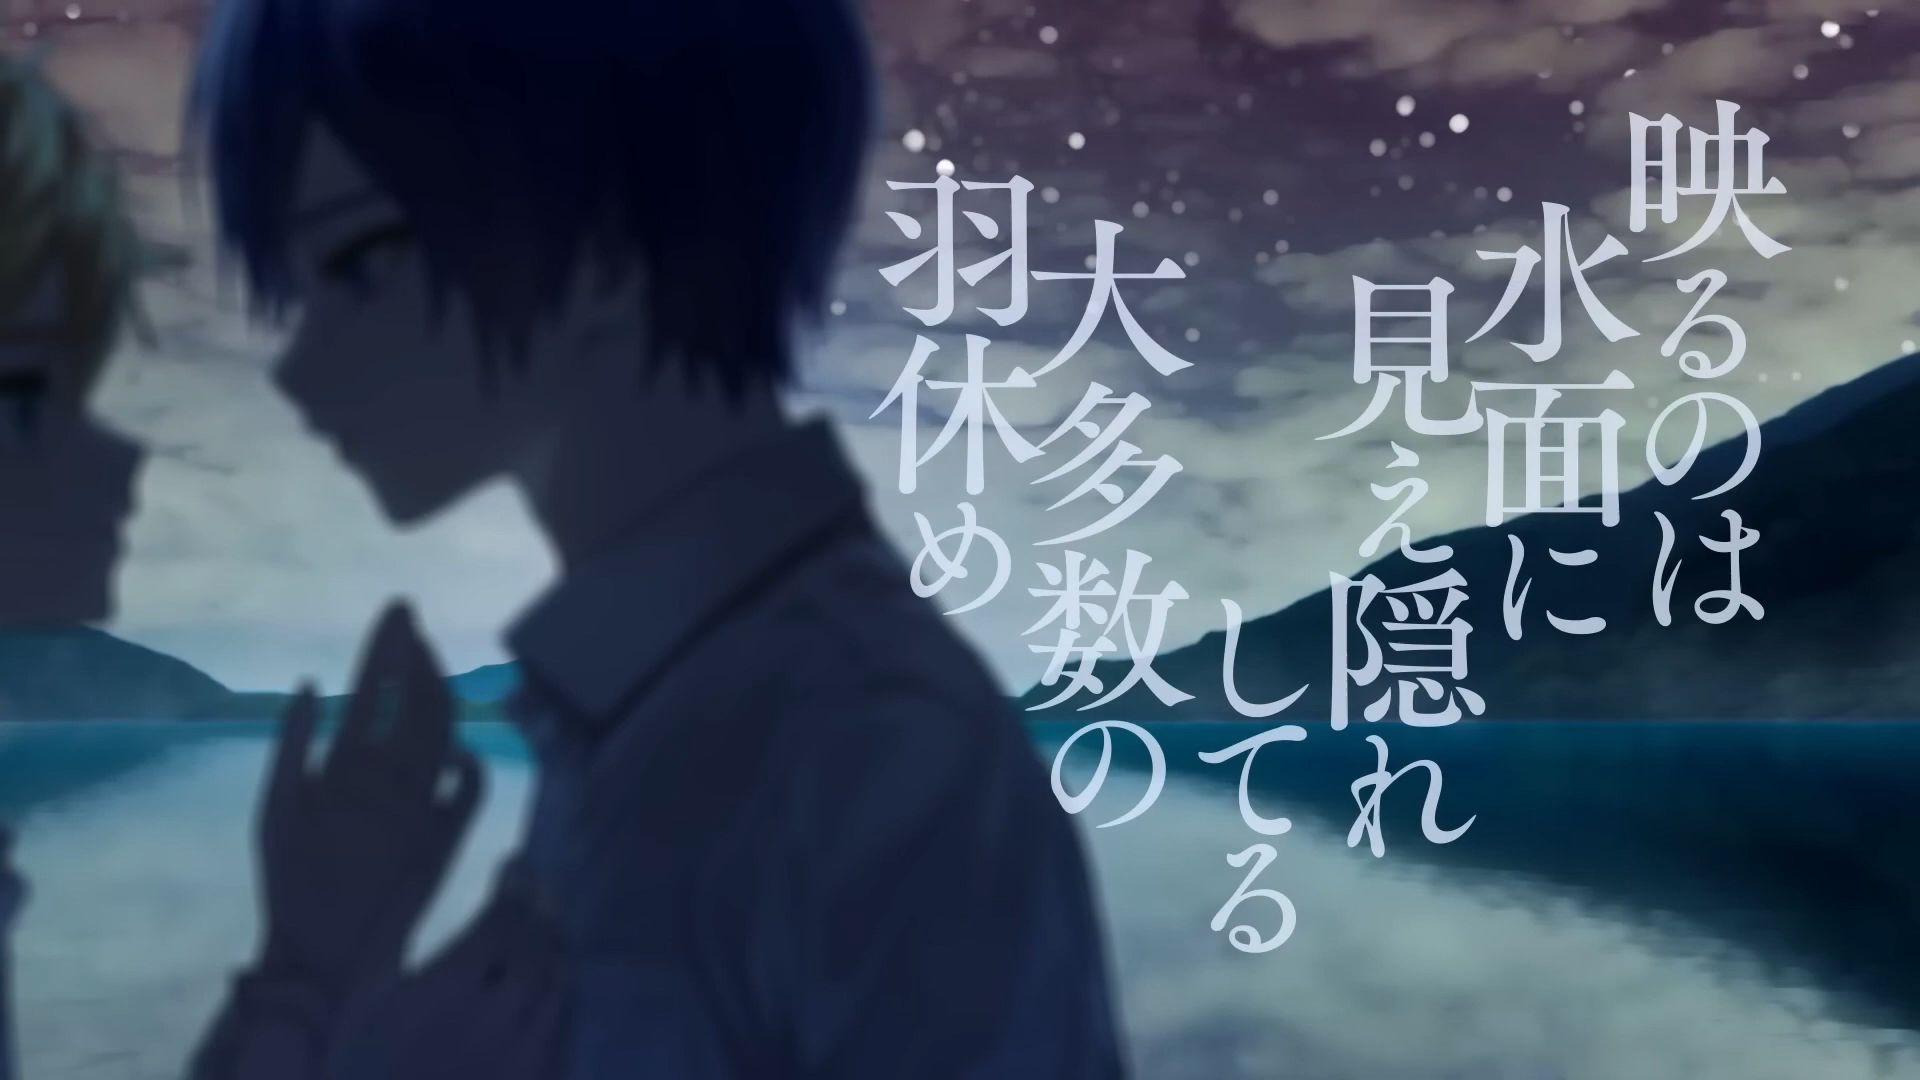 映るのは
水面に
見え隠れ
してる
大多数の
羽休め